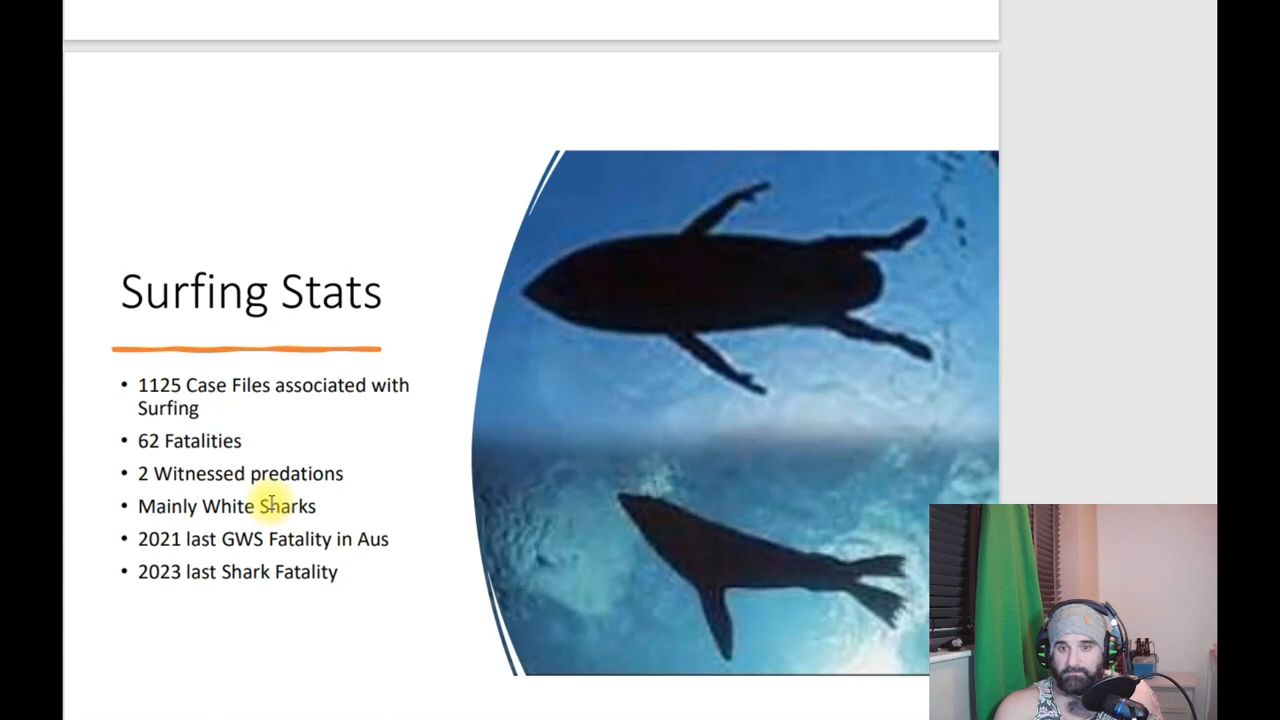 Surfing Stats
• 1125 Case Files associated with
Surfing
• 62 Fatalities
• 2 Witnessed predations
• Mainly White Sharks
• 2021 last GWS Fatality in Aus
• 2023 last Shark Fatality